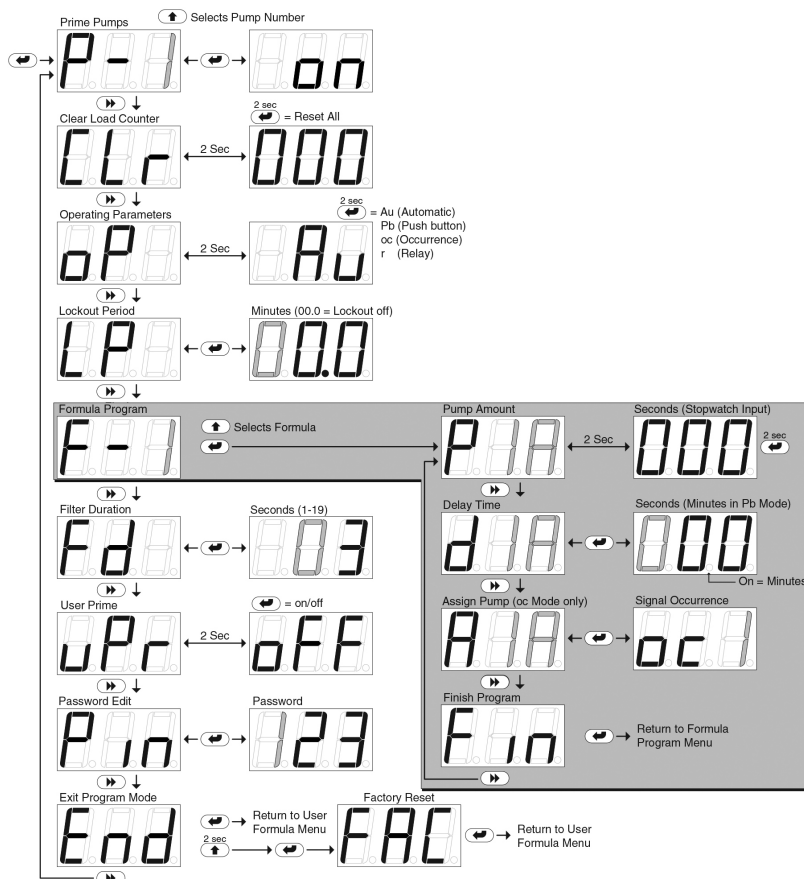 Selects Pump Number
Prime Pumps
P-1
on
Clear Load Counter
2 sec
= Reset All
CLr
2 Sec
000
Operating Parameters
2 sec
= Au (Automatic)
Pb (Push button)
oc (Occurrence)
r (Relay)
oP
2 Sec
Au
Lockout Period
Minutes (00.0 = Lockout off)
LP
00.0
Formula Program
F-1
Selects Formula
Pump Amount
P1A
2 Sec
Seconds (Stopwatch Input)
000
2 sec
Delay Time
d1A
Seconds (Minutes in Pb Mode)
000
On = Minutes
Assign Pump (oc Mode only)
A1A
Signal Occurrence
oc1
Finish Program
Fin
Return to Formula
Program Menu
Filter Duration
Seconds (1-19)
Fd
03
User Prime
= on/off
uPr
2 Sec
oFF
Password Edit
Password
Pin
123
Exit Program Mode
End
Return to User
Formula Menu
2 sec
Factory Reset
FAC
Return to User
Formula Menu